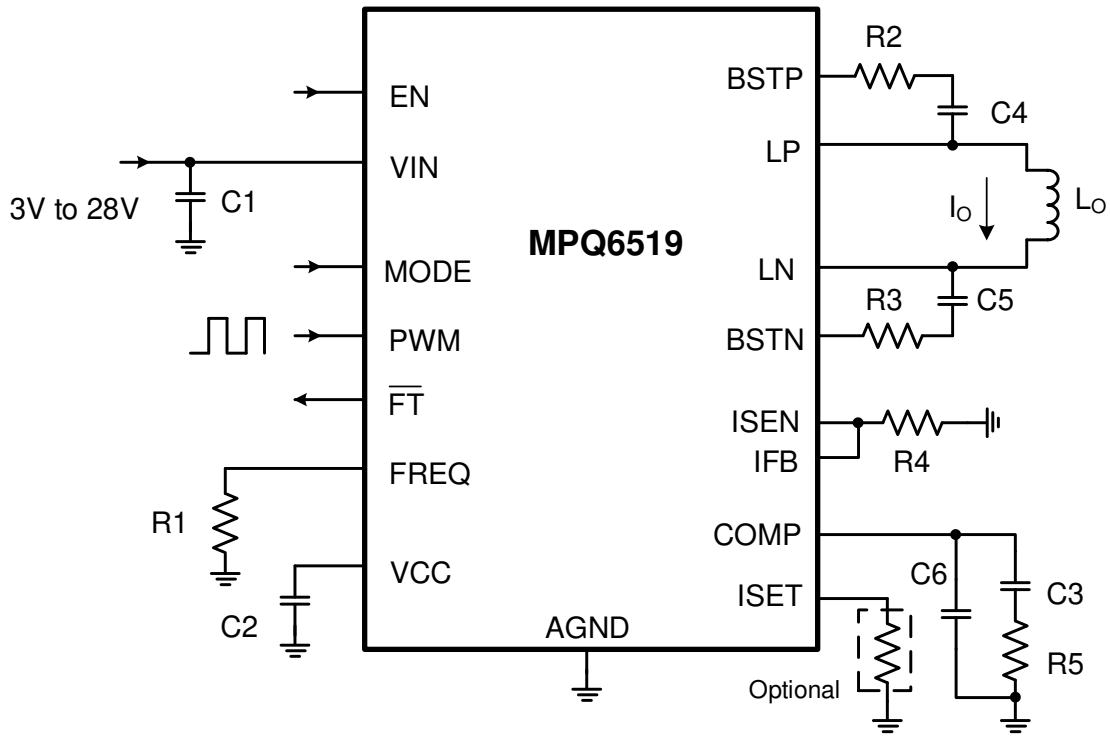 R2
BSTP
EN
C4
LP
VIN
C1
3V to 28V
I_O
L_O
MPQ6519
MODE
LN
C5
R3
PWM
BSTN
F̅T̅
ISEN
IFB
R4
FREQ
R1
COMP
VCC
C6
C3
ISET
C2
AGND
R5
Optional